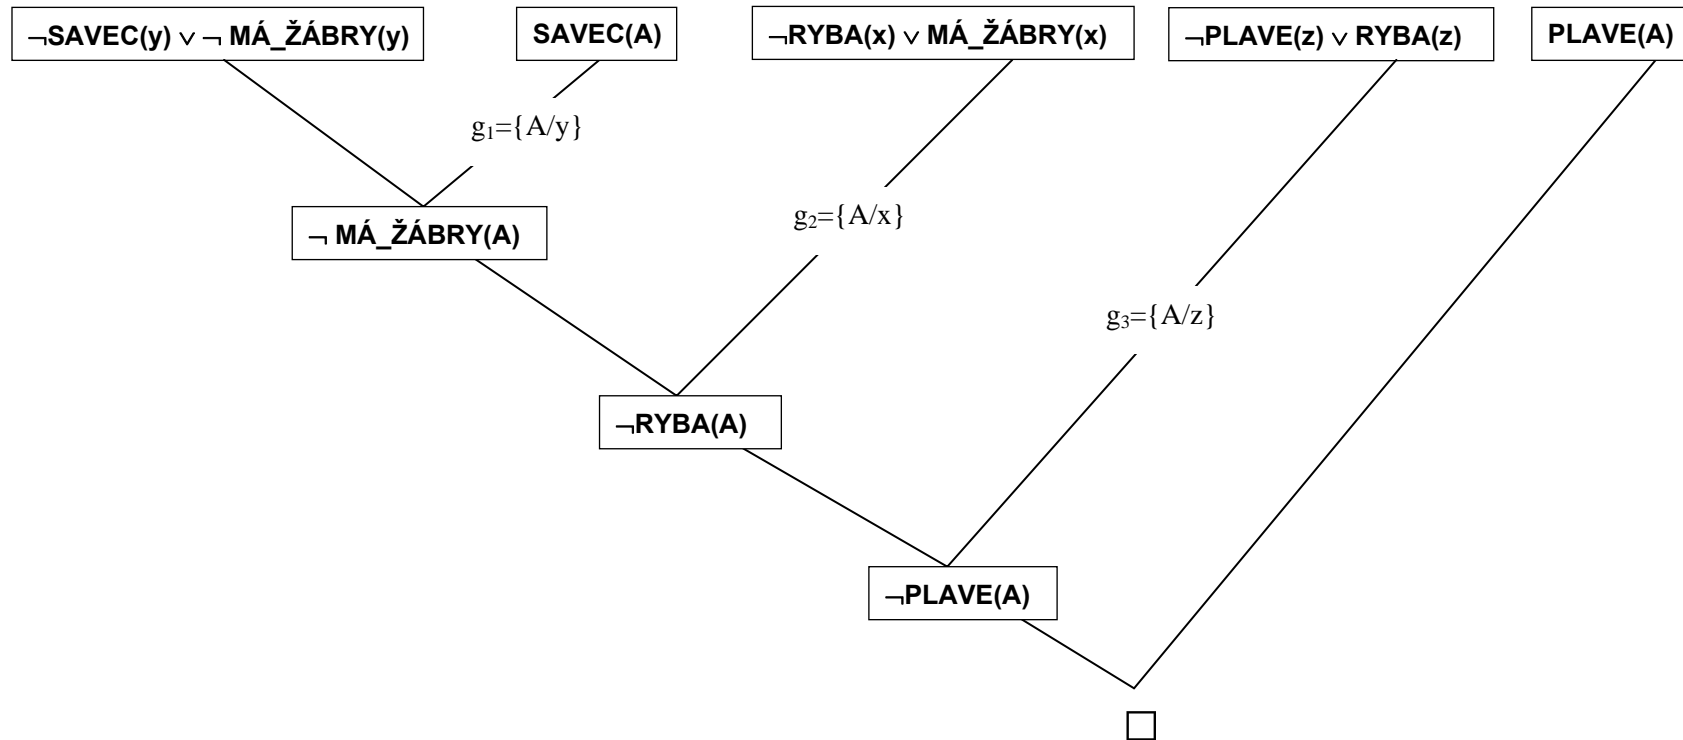 ¬SAVEC(y) ∨ ¬ MÁ_ŽÁBRY(y)
SAVEC(A)
¬RYBA(x) ∨ MÁ_ŽÁBRY(x)
¬PLAVE(z) ∨ RYBA(z)
PLAVE(A)
g₁={A/y}
¬ MÁ_ŽÁBRY(A)
g₂={A/x}
g₃={A/z}
¬RYBA(A)
¬PLAVE(A)